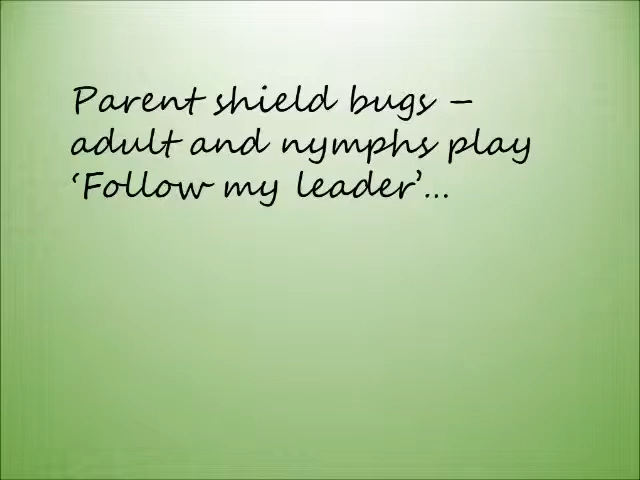 Parent shield bugs –
adult and nymphs play
‘Follow my leader’...